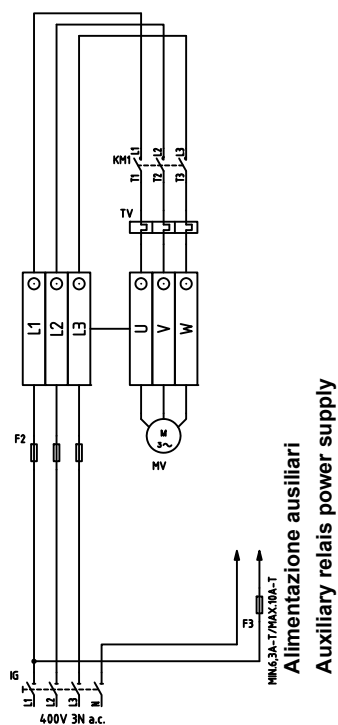 L1 L2 L3
KM1
T1 T2 T3
TV
L1 L2 L3 U V W
F2
M
3~
MV
F3
MIN.6,3A-T/MAX.10A-T
Alimentazione ausiliari
Auxiliary relais power supply
IG
L1 L2 L3 N
400V 3N a.c.